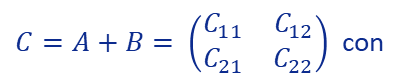 C = A + B = (C₁₁ C₁₂
C₂₁ C₂₂) con